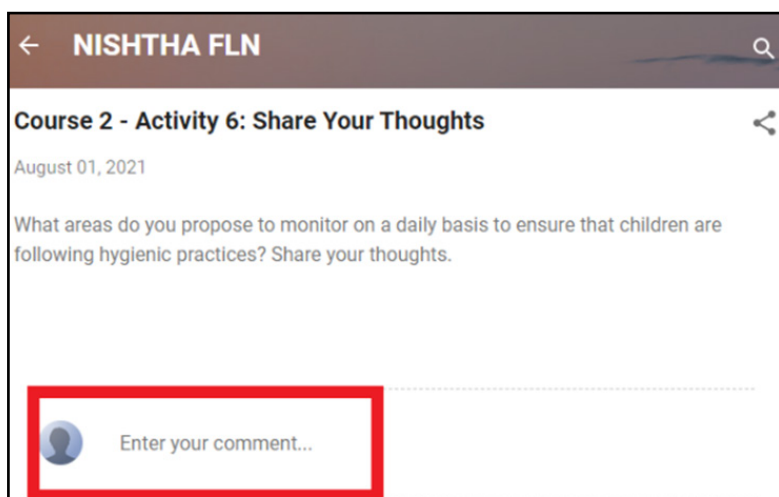 NISHTHA FLN
Course 2 - Activity 6: Share Your Thoughts
August 01, 2021
What areas do you propose to monitor on a daily basis to ensure that children are
following hygienic practices? Share your thoughts.
Enter your comment...